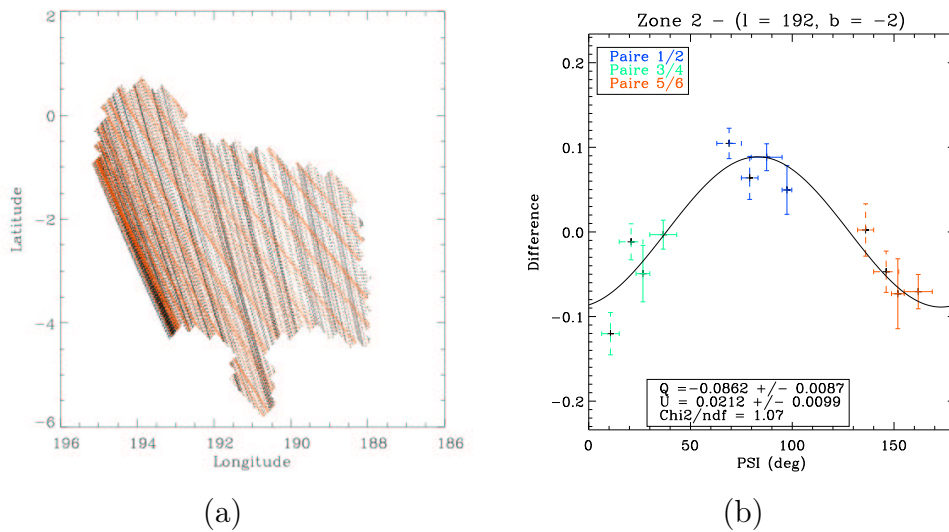 2
0
−2
−4
−6
196
194
192
190
188
186
Latitude
Longitude
(a)
Zone 2 − (l = 192, b = −2)
Paire 1/2
Paire 3/4
Paire 5/6
0.2
0.1
0.0
−0.1
−0.2
Difference
Q =−0.0862 +/− 0.0087
U = 0.0212 +/− 0.0099
Chi2/ndf = 1.07
0
50
100
150
PSI (deg)
(b)